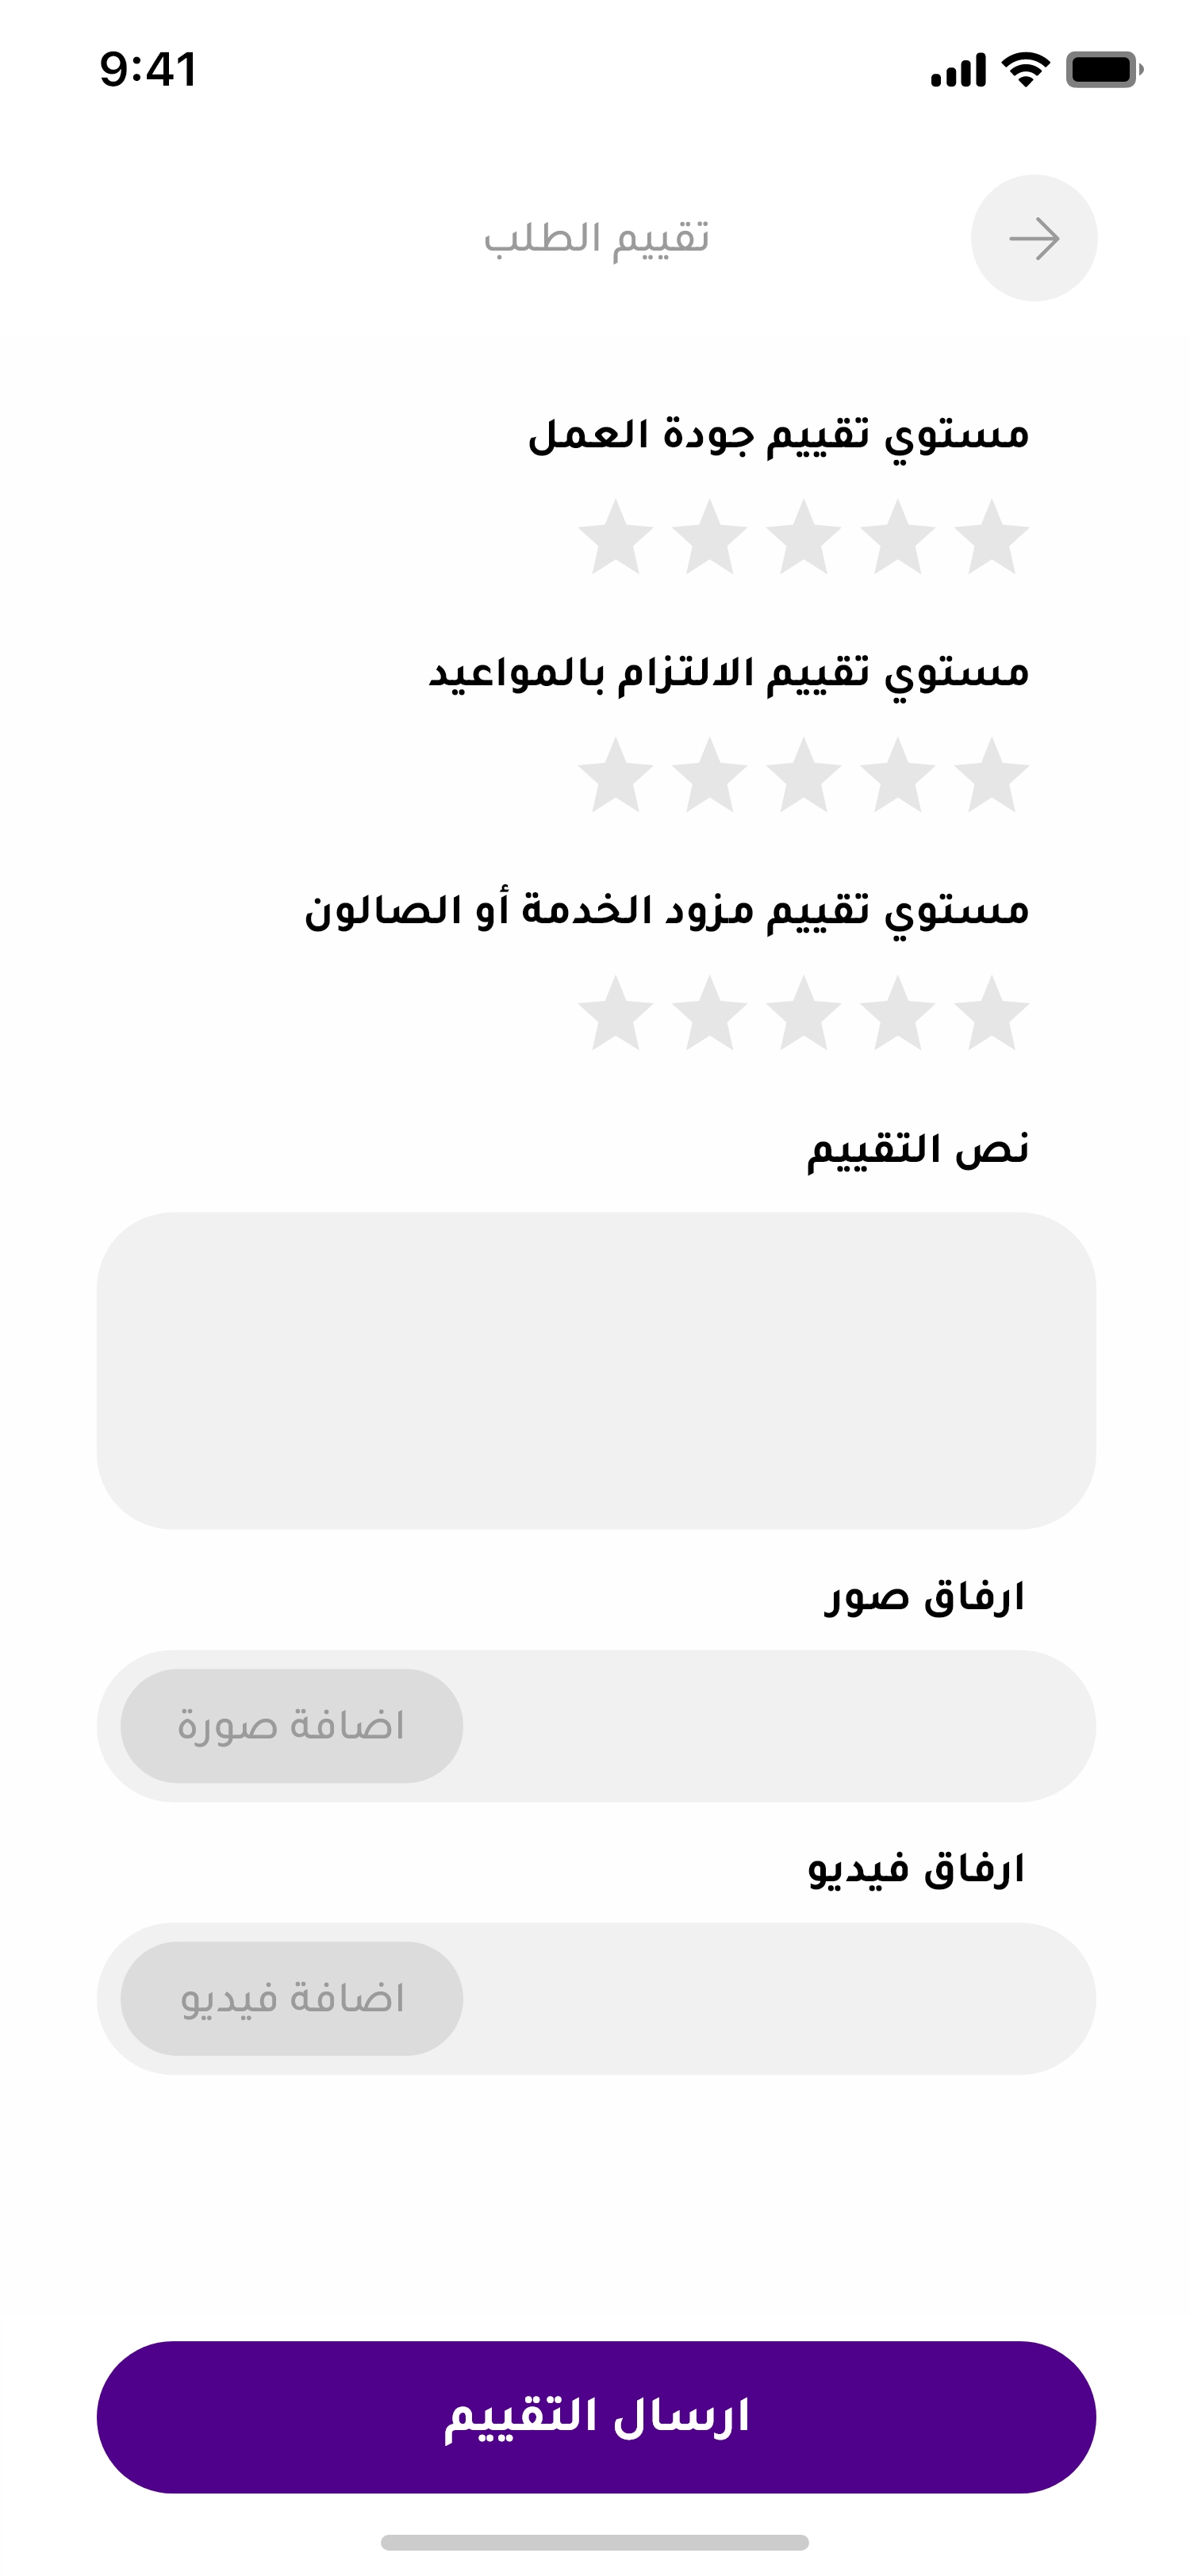 9:41
تقييم الطلب
مستوي تقييم جودة العمل
مستوي تقييم الالتزام بالمواعيد
مستوي تقييم مزود الخدمة أو الصالون
نص التقييم
ارفاق صور
اضافة صورة
ارفاق فيديو
اضافة فيديو
ارسال التقييم